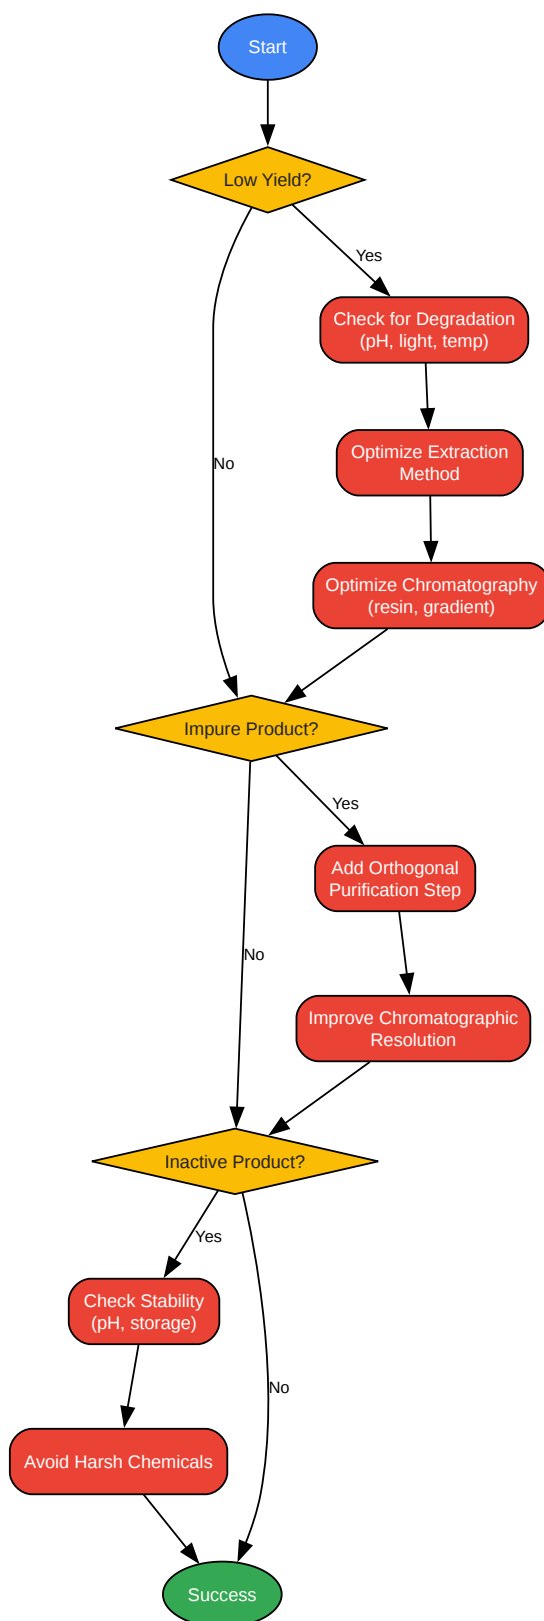 Start
Low Yield?
Yes
Check for Degradation
(pH, light, temp)
Optimize Extraction
Method
No
Optimize Chromatography
(resin, gradient)
Impure Product?
Yes
Add Orthogonal
Purification Step
No
Improve Chromatographic
Resolution
Inactive Product?
Yes
Check Stability
(pH, storage)
No
Avoid Harsh Chemicals
Success